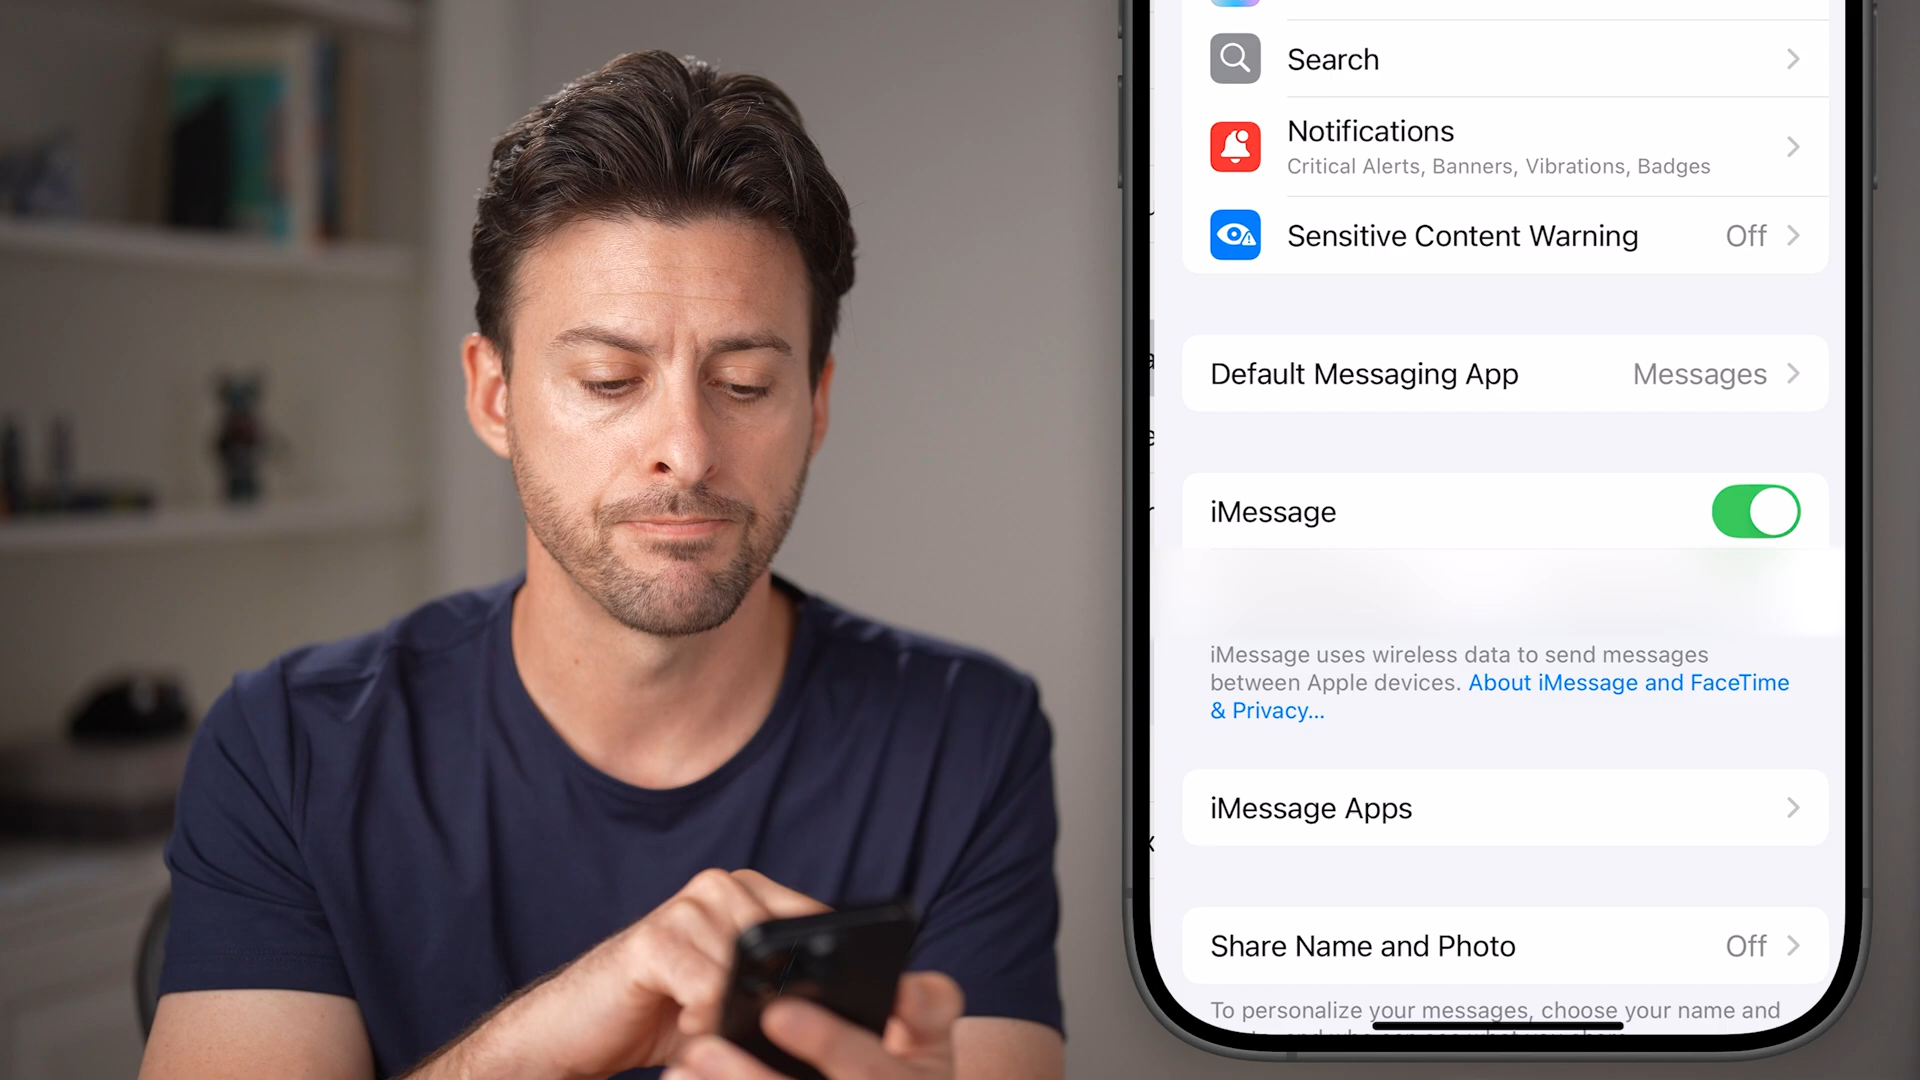 Search
Notifications
Critical Alerts, Banners, Vibrations, Badges
Sensitive Content Warning Off
Default Messaging App Messages
iMessage
iMessage uses wireless data to send messages
between Apple devices. About iMessage and FaceTime
& Privacy...
iMessage Apps
Share Name and Photo Off
To personalize your messages, choose your name and